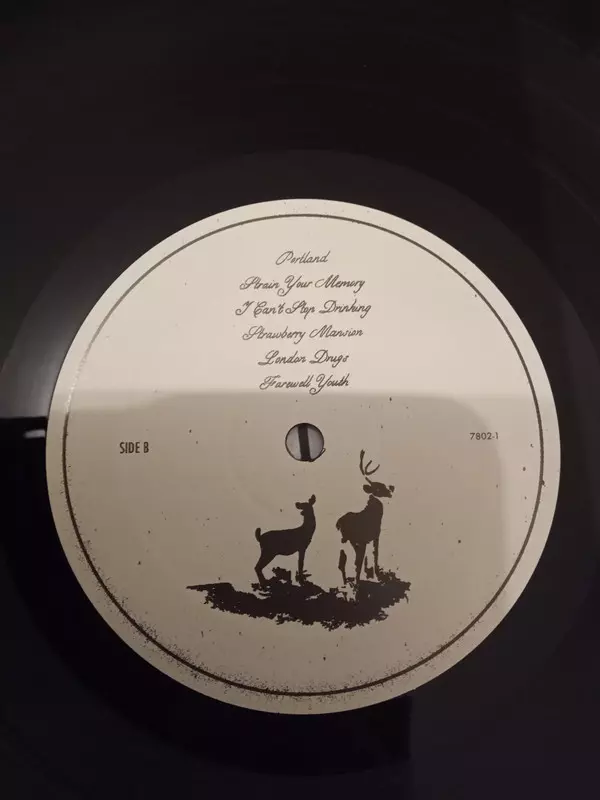 Portland
Strain Your Memory
I Can't Stop Drinking
Strawberry Mansion
London Drugs
Farewell Youth
SIDE B
7802-1